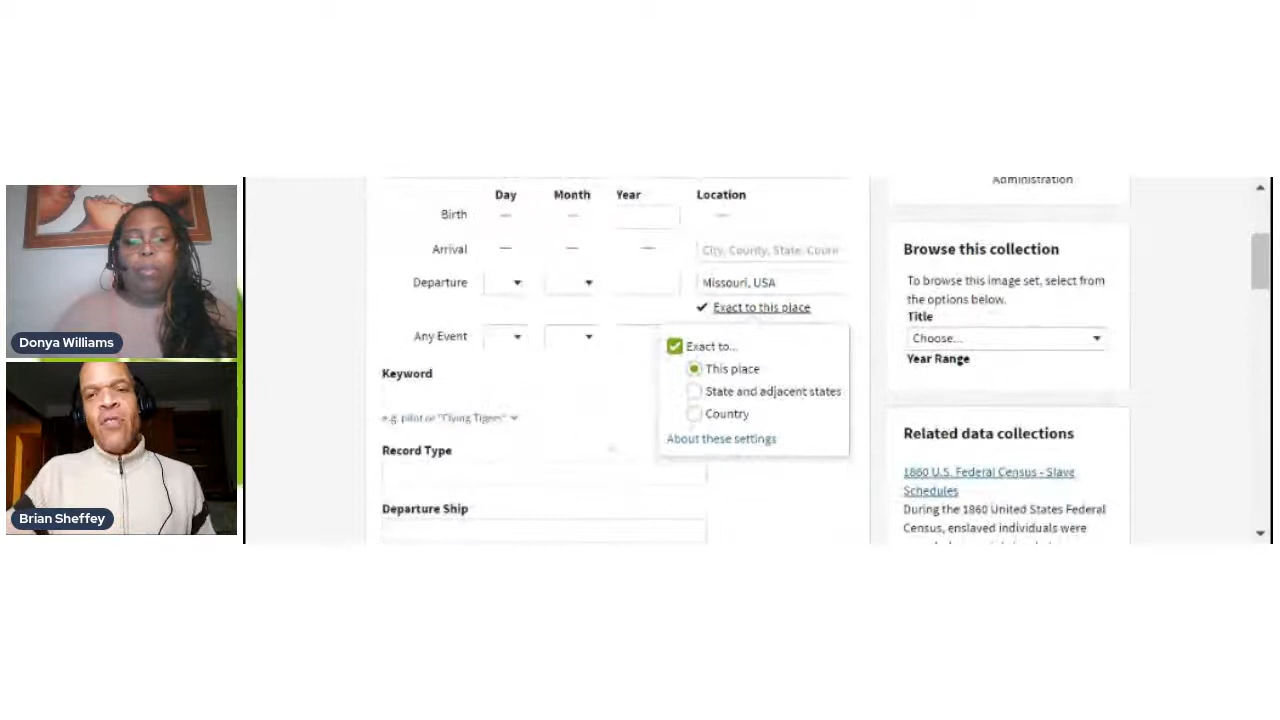 Donya Williams
Brian Sheffey
Day Month Year Location
Birth
Arrival City, County, State, Coun
Departure Missouri, USA
Exact to this place
Any Event
Exact to...
This place
State and adjacent states
Country
About these settings
Keyword
e.g. pilot or "Flying Tigers"
Record Type
Departure Ship
Administration
Browse this collection
To browse this image set, select from
the options below.
Title
Choose...
Year Range
Related data collections
1860 U.S. Federal Census - Slave
Schedules
During the 1860 United States Federal
Census, enslaved individuals were